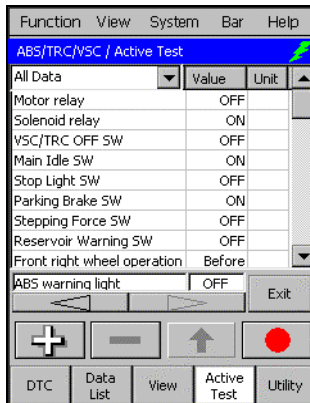 Function View System Bar Help
ABS/TRC/VSC / Active Test
All Data Value Unit
Motor relay OFF
Solenoid relay ON
VSC/TRC OFF SW OFF
Main Idle SW ON
Stop Light SW OFF
Parking Brake SW ON
Stepping Force SW OFF
Reservoir Warning SW OFF
Front right wheel operation Before
ABS warning light OFF
Exit
DTC Data List View Active Test Utility